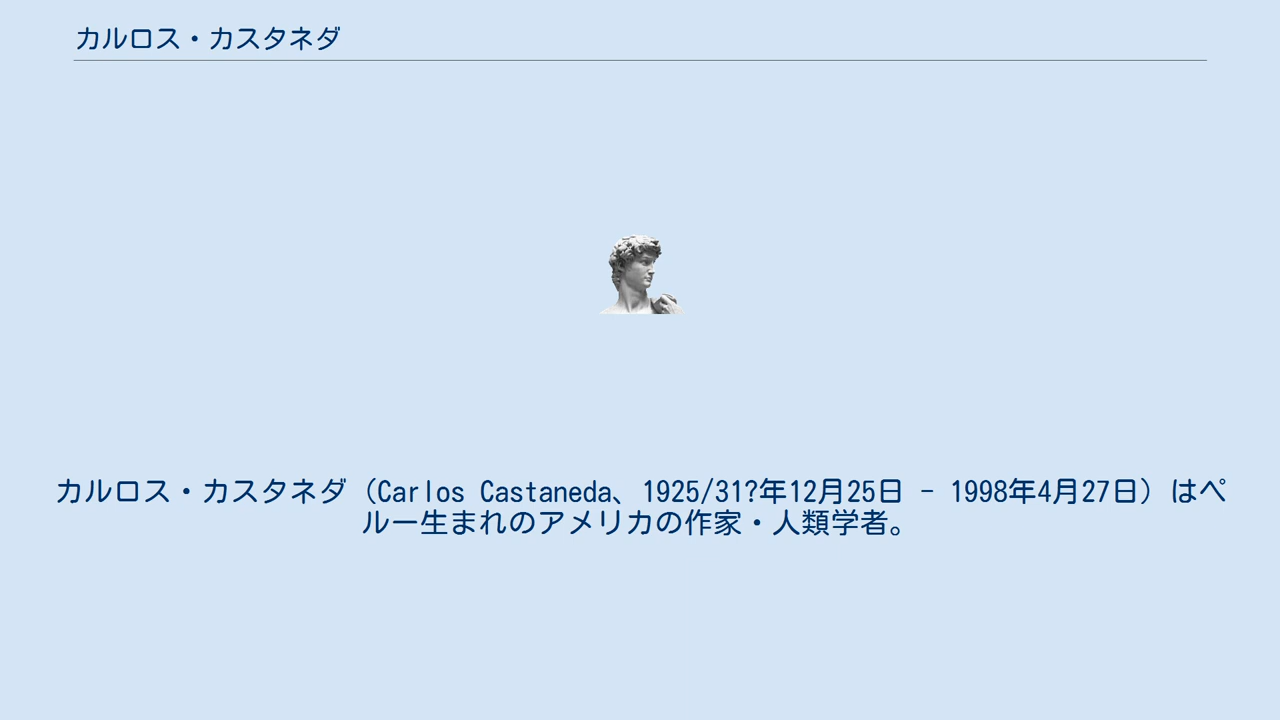 カルロス・カスタネダ
カルロス・カスタネダ（Carlos Castaneda、1925/31?年12月25日 - 1998年4月27日）はペ
ルー生まれのアメリカの作家・人類学者。